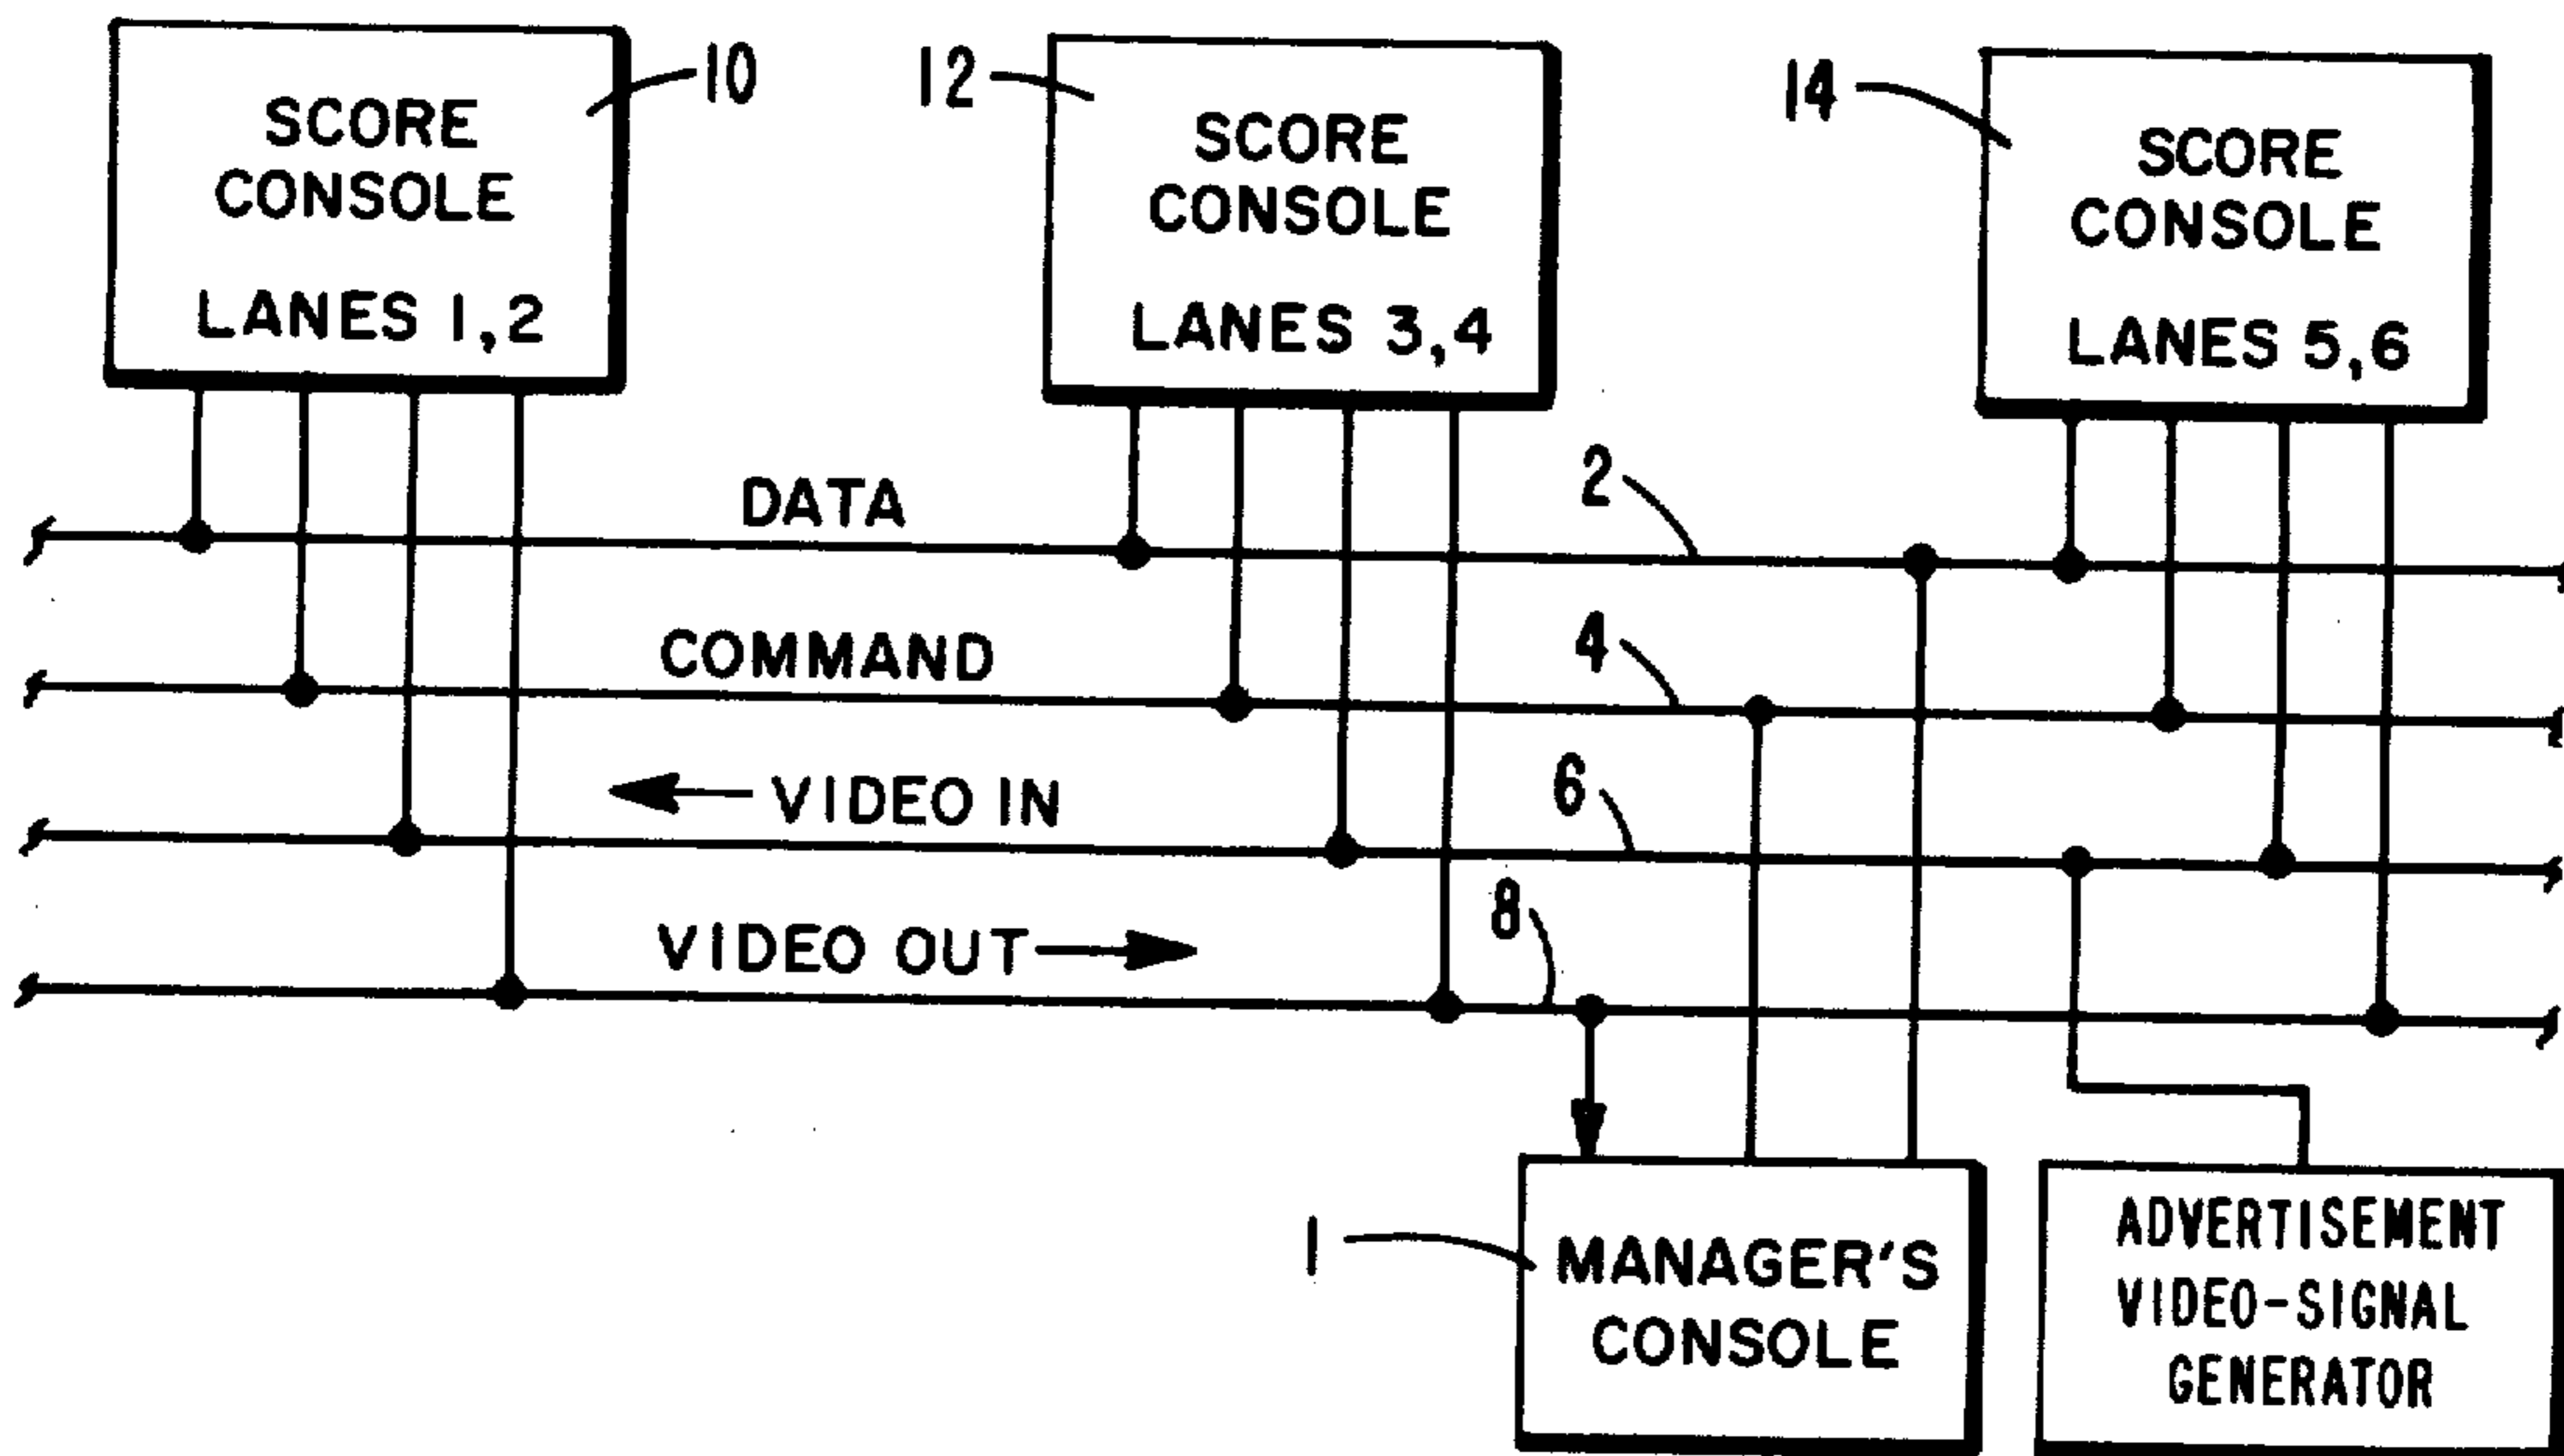 10
SCORE
CONSOLE
LANES 1,2
12
SCORE
CONSOLE
LANES 3,4
14
SCORE
CONSOLE
LANES 5,6
DATA
2
COMMAND
4
VIDEO IN
6
VIDEO OUT
8
1
MANAGER'S
CONSOLE
ADVERTISEMENT
VIDEO-SIGNAL
GENERATOR